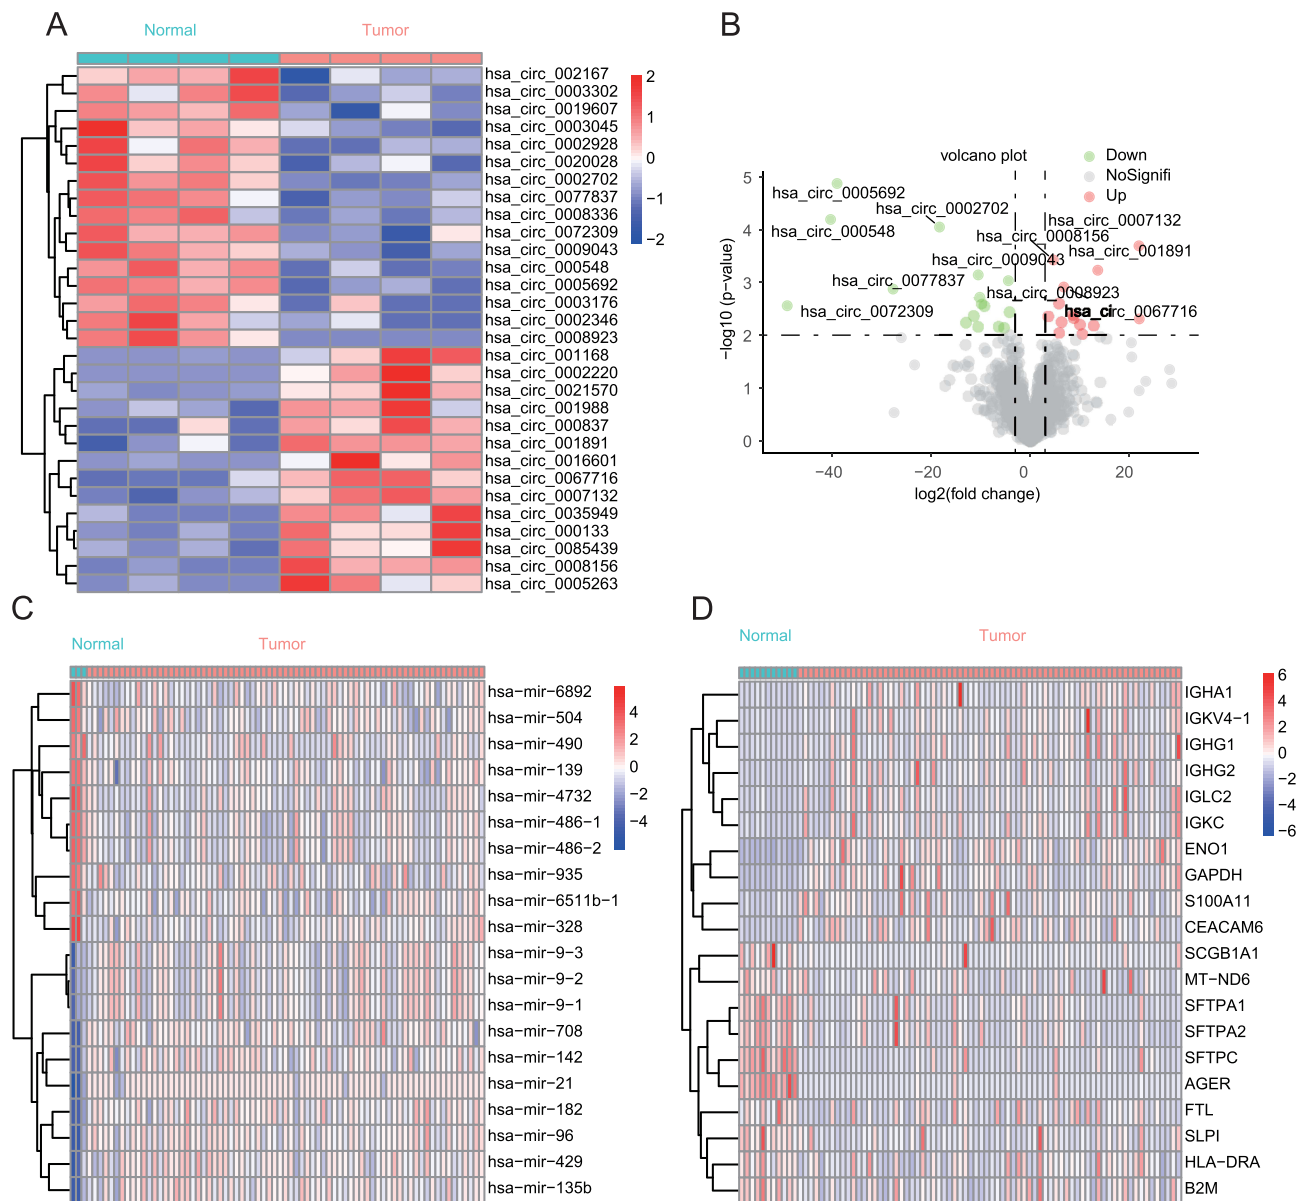 A
Normal
Tumor
hsa_circ_002167
hsa_circ_0003302
hsa_circ_0019607
hsa_circ_0003045
hsa_circ_0002928
hsa_circ_0020028
hsa_circ_0002702
hsa_circ_0077837
hsa_circ_0008336
hsa_circ_0072309
hsa_circ_0009043
hsa_circ_000548
hsa_circ_0005692
hsa_circ_0003176
hsa_circ_0002346
hsa_circ_0008923
hsa_circ_001168
hsa_circ_0002220
hsa_circ_0021570
hsa_circ_001988
hsa_circ_000837
hsa_circ_001891
hsa_circ_0016601
hsa_circ_0067716
hsa_circ_0007132
hsa_circ_0035949
hsa_circ_000133
hsa_circ_0085439
hsa_circ_0008156
hsa_circ_0005263
2
1
0
−1
−2
B
volcano plot
Down
NoSignifi
Up
hsa_circ_0005692
hsa_circ_0002702
hsa_circ_000548
hsa_circ_0007132
hsa_circ_0008156
hsa_circ_001891
hsa_circ_0009043
hsa_circ_0077837
hsa_circ_0008923
hsa_circ_0072309
hsa_ci
hsa_circ_0067716
5
4
3
2
1
0
−log10 (p−value)
−40
−20
0
20
log2(fold change)
C
Normal
Tumor
hsa−mir−6892
hsa−mir−504
hsa−mir−490
hsa−mir−139
hsa−mir−4732
hsa−mir−486−1
hsa−mir−486−2
hsa−mir−935
hsa−mir−6511b−1
hsa−mir−328
hsa−mir−9−3
hsa−mir−9−2
hsa−mir−9−1
hsa−mir−708
hsa−mir−142
hsa−mir−21
hsa−mir−182
hsa−mir−96
hsa−mir−429
hsa−mir−135b
4
2
0
−2
−4
D
Normal
Tumor
IGHA1
IGKV4−1
IGHG1
IGHG2
IGLC2
IGKC
ENO1
GAPDH
S100A11
CEACAM6
SCGB1A1
MT−ND6
SFTPA1
SFTPA2
SFTPC
AGER
FTL
SLPI
HLA−DRA
B2M
6
4
2
0
−2
−4
−6